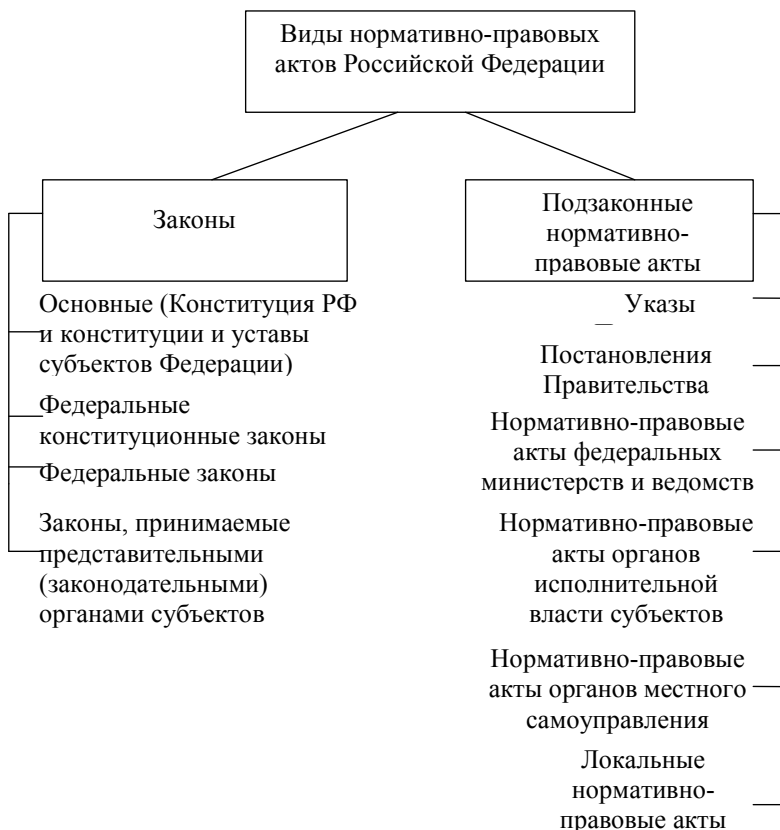 Виды нормативно-правовых
актов Российской Федерации
Законы
Основные (Конституция РФ
и конституции и уставы
субъектов Федерации)
Федеральные
конституционные законы
Федеральные законы
Законы, принимаемые
представительными
(законодательными)
органами субъектов
Подзаконные
нормативно-
правовые акты
Указы
Постановления
Правительства
Нормативно-правовые
акты федеральных
министерств и ведомств
Нормативно-правовые
акты органов
исполнительной
власти субъектов
Нормативно-правовые
акты органов местного
самоуправления
Локальные
нормативно-
правовые акты